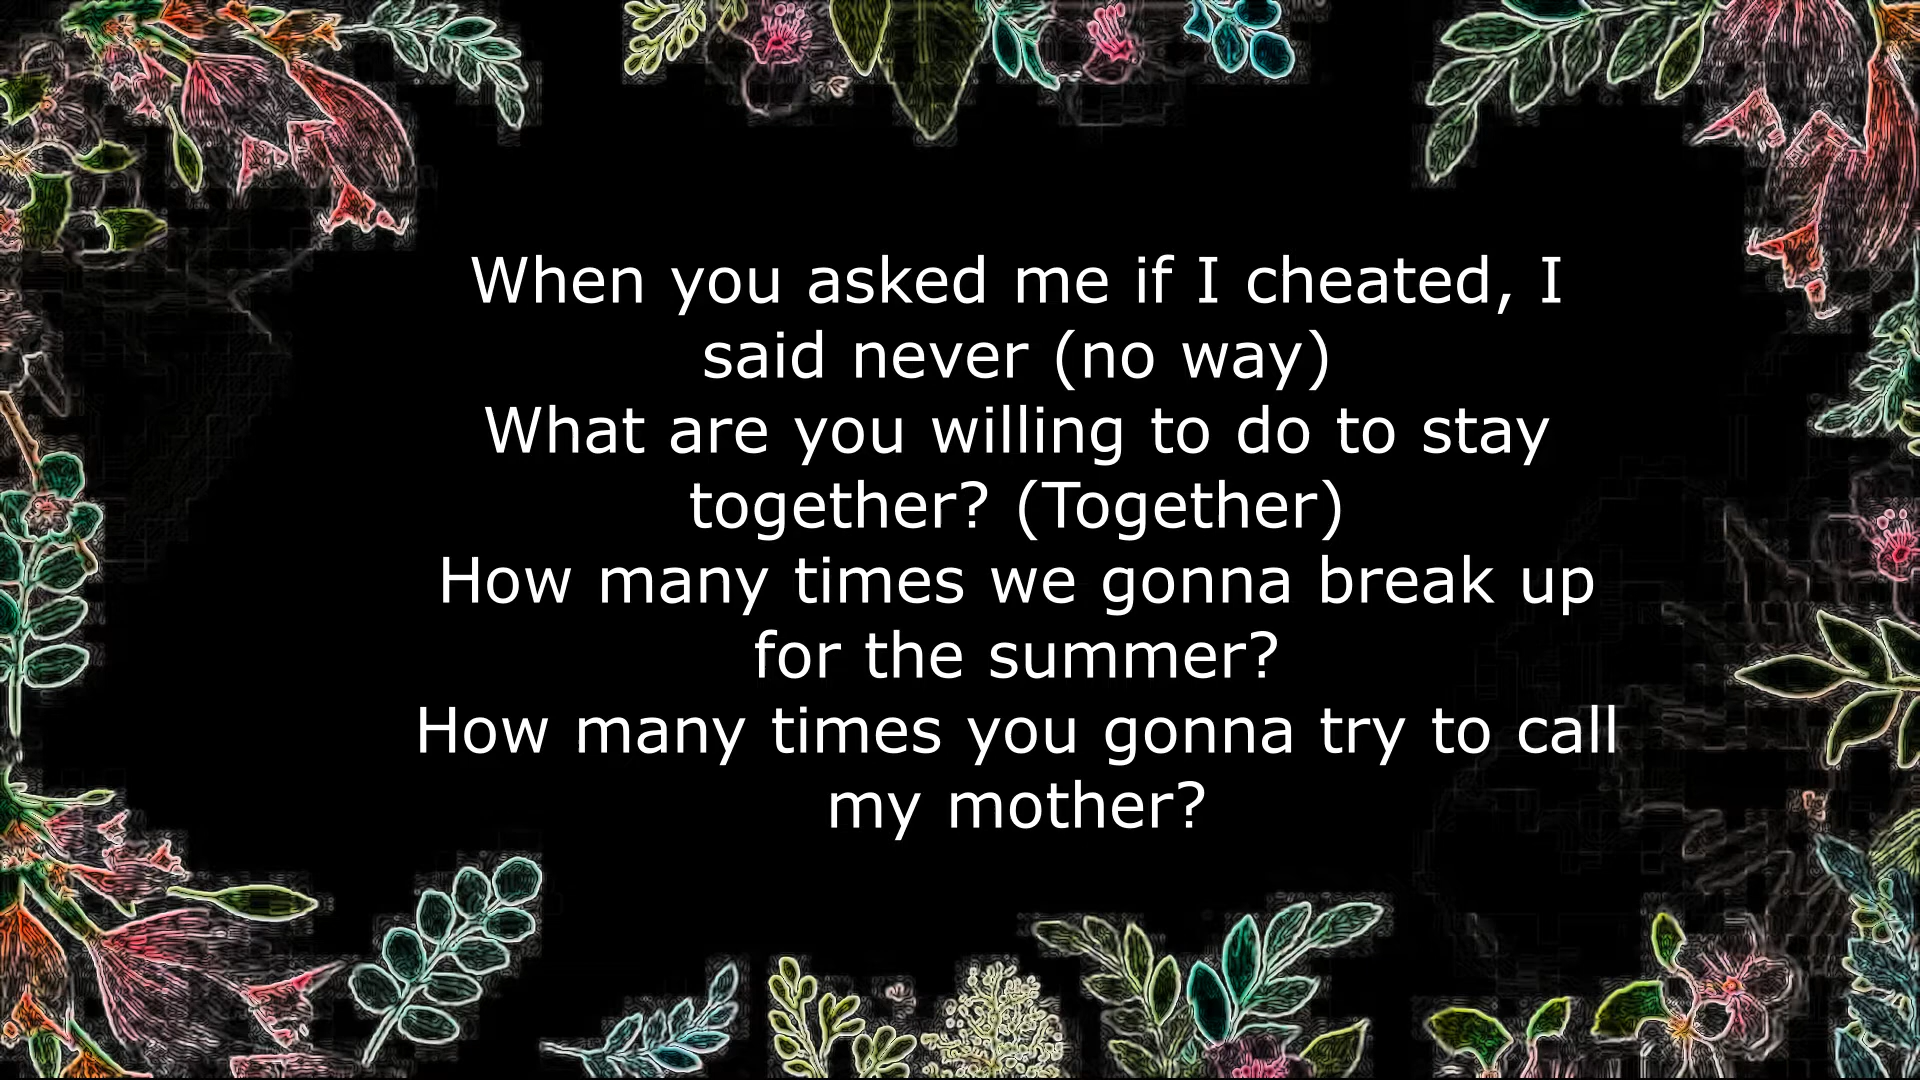 When you asked me if I cheated, I
said never (no way)
What are you willing to do to stay
together? (Together)
How many times we gonna break up
for the summer?
How many times you gonna try to call
my mother?